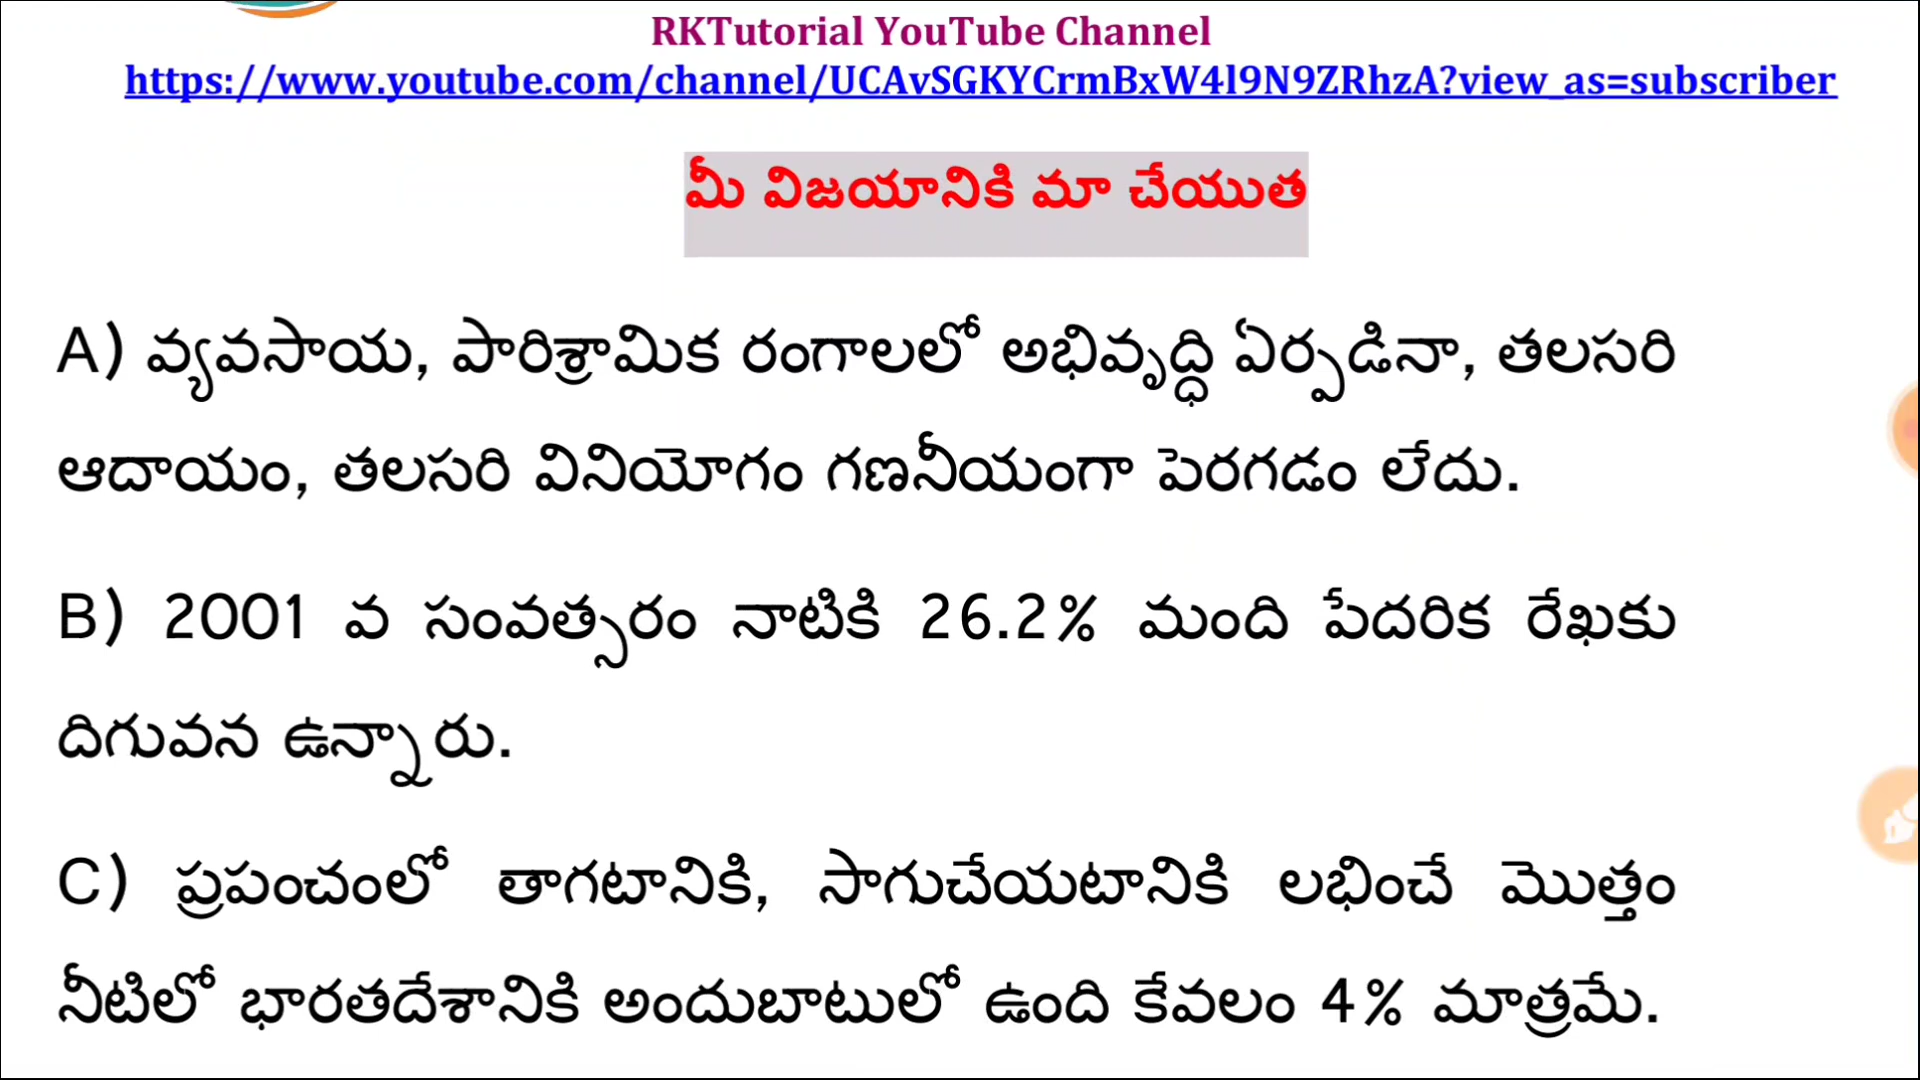 RKTutorial YouTube Channel
https://www.youtube.com/channel/UCAvSGKYCrmBxW4l9N9ZRhzA?view_as=subscriber
మీ విజయానికి మా చేయుత
A) వ్యవసాయ, పారిశ్రామిక రంగాలలో అభివృద్ధి ఏర్పడినా, తలసరి
ఆదాయం, తలసరి వినియోగం గణనీయంగా పెరగడం లేదు.
B) 2001 వ సంవత్సరం నాటికి 26.2% మంది పేదరిక రేఖకు
దిగువన ఉన్నారు.
C) ప్రపంచంలో తాగటానికి, సాగుచేయటానికి లభించే మొత్తం
నీటిలో భారతదేశానికి అందుబాటులో ఉంది కేవలం 4% మాత్రమే.